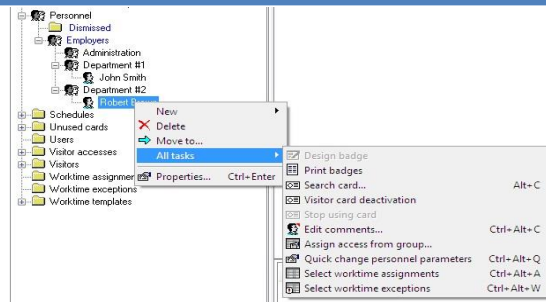 Personnel
Dismissed
Employers
Administration
Department #1
John Smith
Department #2
Robert
Schedules
Unused cards
Users
Visitor accesses
Visitors
Worktime assignmer
Worktime exceptions
Worktime templates
New
Delete
Move to...
All tasks
Properties... Ctrl+Enter
Design badge
Print badges
Search card... Alt+C
Visitor card deactivation
Stop using card
Edit comments... Ctrl+Alt+C
Assign access from group...
Quick change personnel parameters Ctrl+Alt+Q
Select worktime assignments Ctrl+Alt+A
Select worktime exceptions Ctrl+Alt+W